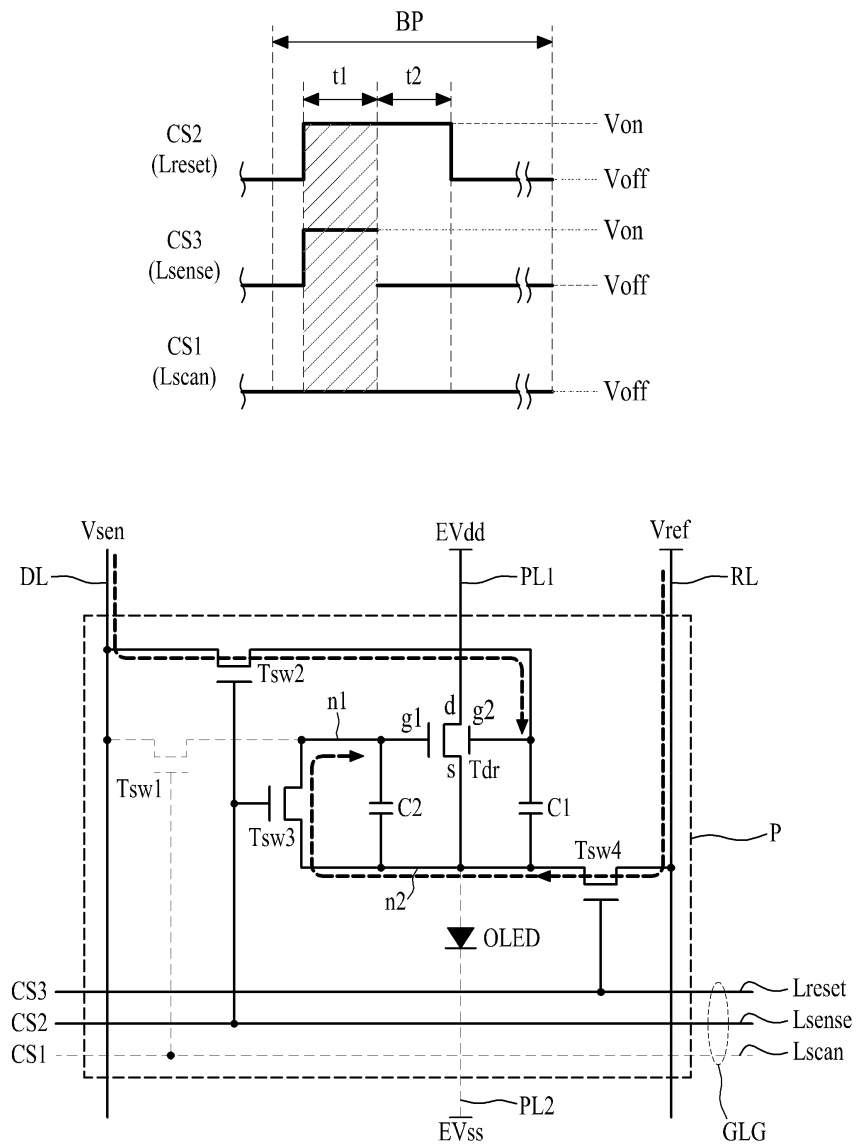 BP
t1 t2
CS2
(Lreset)
Von
Voff
CS3
(Lsense)
Von
Voff
CS1
(Lscan)
Voff
Vsen EVdd Vref
DL PL1 RL
Tsw2
n1 g1 d g2
s Tdr
Tsw1
Tsw3 C2 C1
Tsw4 P
n2
OLED
CS3 Lreset
CS2 Lsense
CS1 Lscan
PL2
EVss GLG